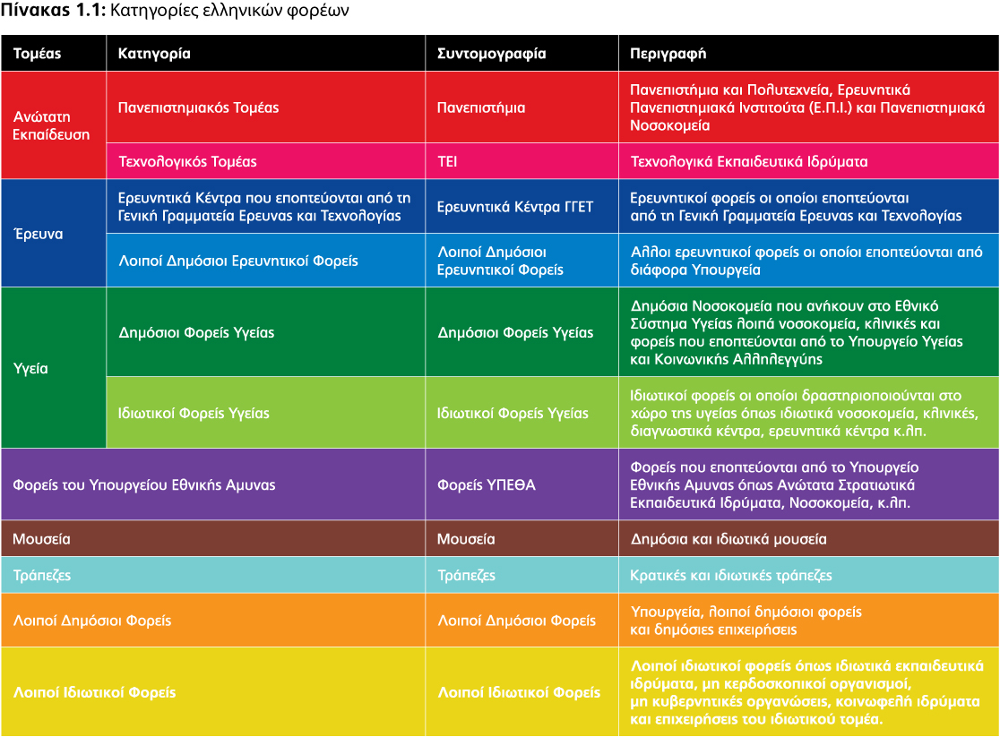 Πίνακας 1.1: Κατηγορίες ελληνικών φορέων
Τομέας
Κατηγορία
Συντομογραφία
Περιγραφή
Ανώτατη
Εκπαίδευση
Πανεπιστημιακός Τομέας
Πανεπιστήμια
Πανεπιστήμια και Πολυτεχνεία, Ερευνητικά
Πανεπιστημιακά Ινστιτούτα (Ε.Π.Ι.) και Πανεπιστημιακά
Νοσοκομεία
Τεχνολογικός Τομέας
ΤΕΙ
Τεχνολογικά Εκπαιδευτικά Ιδρύματα
Έρευνα
Ερευνητικά Κέντρα που εποπτεύονται από τη
Γενική Γραμματεία Ερευνας και Τεχνολογίας
Ερευνητικά Κέντρα ΓΓΕΤ
Ερευνητικοί φορείς οι οποίοι εποπτεύονται
από τη Γενική Γραμματεία Ερευνας και Τεχνολογίας
Λοιποί Δημόσιοι Ερευνητικοί Φορείς
Λοιποί Δημόσιοι
Ερευνητικοί Φορείς
Αλλοι ερευνητικοί φορείς οι οποίοι εποπτεύονται από
διάφορα Υπουργεία
Υγεία
Δημόσιοι Φορείς Υγείας
Δημόσιοι Φορείς Υγείας
Δημόσια Νοσοκομεία που ανήκουν στο Εθνικό
Σύστημα Υγείας λοιπά νοσοκομεία, κλινικές και
φορείς που εποπτεύονται από το Υπουργείο Υγείας
και Κοινωνικής Αλληλεγγύης
Ιδιωτικοί Φορείς Υγείας
Ιδιωτικοί Φορείς Υγείας
Ιδιωτικοί φορείς οι οποίοι δραστηριοποιούνται στο
χώρο της υγείας όπως ιδιωτικά νοσοκομεία, κλινικές,
διαγνωστικά κέντρα, ερευνητικά κέντρα κ.λπ.
Φορείς του Υπουργείου Εθνικής Αμυνας
Φορείς ΥΠΕΘΑ
Φορείς που εποπτεύονται από το Υπουργείο
Εθνικής Αμυνας όπως Ανώτατα Στρατιωτικά
Εκπαιδευτικά Ιδρύματα, Νοσοκομεία, κ.λπ.
Μουσεία
Μουσεία
Δημόσια και ιδιωτικά μουσεία
Τράπεζες
Τράπεζες
Κρατικές και ιδιωτικές τράπεζες
Λοιποί Δημόσιοι Φορείς
Λοιποί Δημόσιοι Φορείς
Υπουργεία, λοιποί δημόσιοι φορείς
και δημόσιες επιχειρήσεις
Λοιποί Ιδιωτικοί Φορείς
Λοιποί Ιδιωτικοί Φορείς
Λοιποί ιδιωτικοί φορείς όπως ιδιωτικά εκπαιδευτικά
ιδρύματα, μη κερδοσκοπικοί οργανισμοί,
μη κυβερνητικές οργανώσεις, κοινωφελή ιδρύματα
και επιχειρήσεις του ιδιωτικού τομέα.